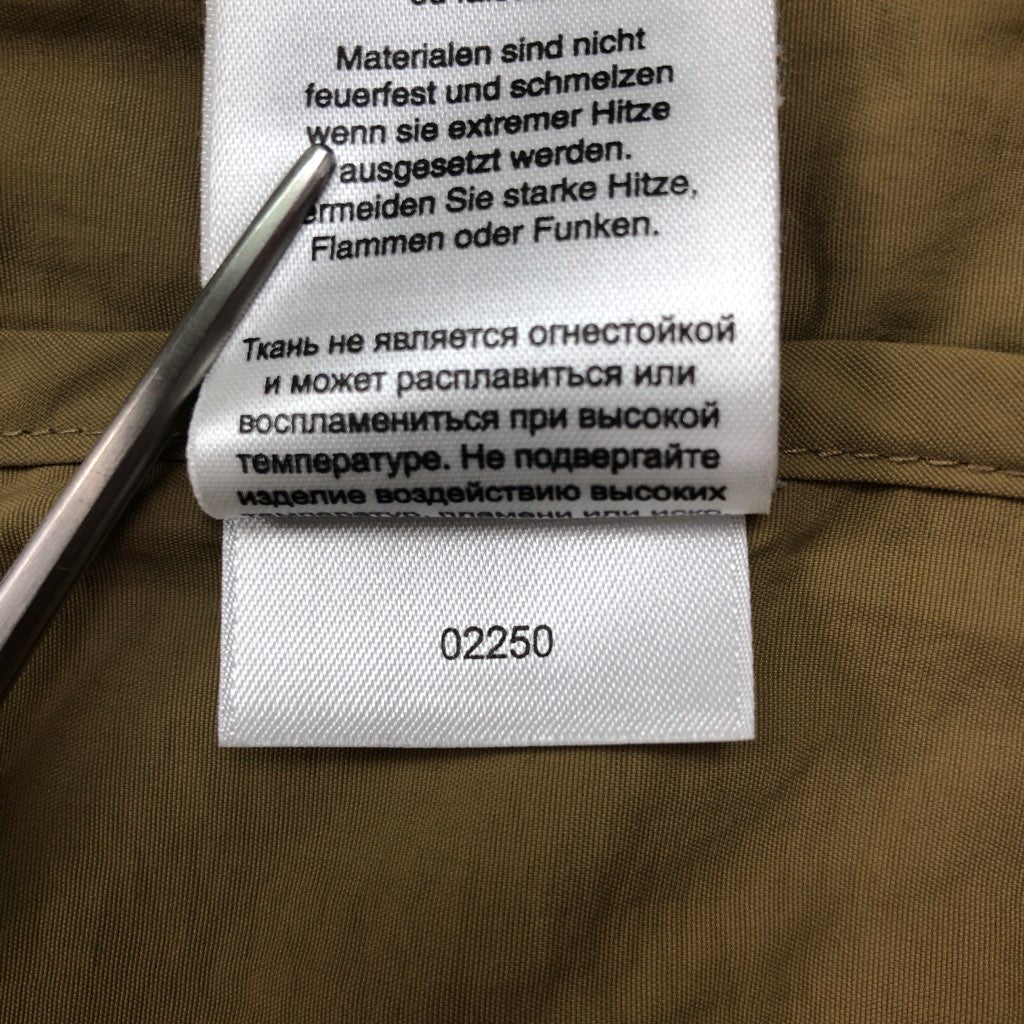 Materialen sind nicht
feuerfest und schmelzen
wenn sie extremer Hitze
ausgesetzt werden.
ermeiden Sie starke Hitze,
Flammen oder Funken.
Ткань не является огнестойкой
и может расплавиться или
воспламениться при высокой
температуре. Не подвергайте
изделие воздействию высоких
02250